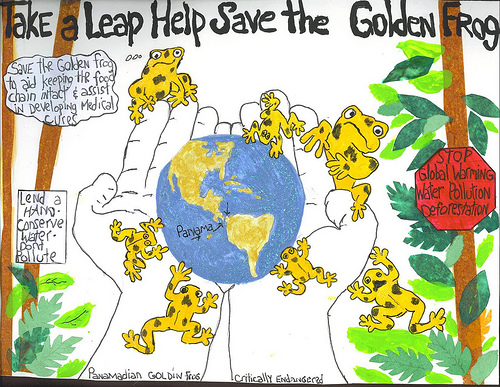 Take a Leap Help Save the Golden Frog
Save the Golden Frog
to aid keeping the food
chain intact & assist
in Developing Medical
cures
STOP
Global Warming
Water Pollution
Deforestation
Lend a
HAND.
Conserve
Water.
Dont
Pollute
Panama
Panamadian GOLDEN Frog
Critically Endangered